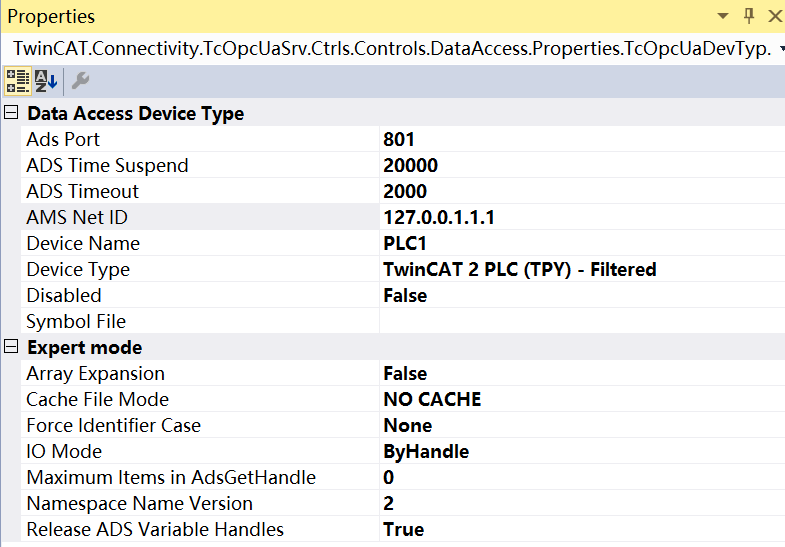 Properties
TwinCAT.Connectivity.TcOpcUaSrv.Ctrls.Controls.DataAccess.Properties.TcOpcUaDevTyp.
Data Access Device Type
Ads Port 801
ADS Time Suspend 20000
ADS Timeout 2000
AMS Net ID 127.0.0.1.1.1
Device Name PLC1
Device Type TwinCAT 2 PLC (TPY) - Filtered
Disabled False
Symbol File
Expert mode
Array Expansion False
Cache File Mode NO CACHE
Force Identifier Case None
IO Mode ByHandle
Maximum Items in AdsGetHandle 0
Namespace Name Version 2
Release ADS Variable Handles True